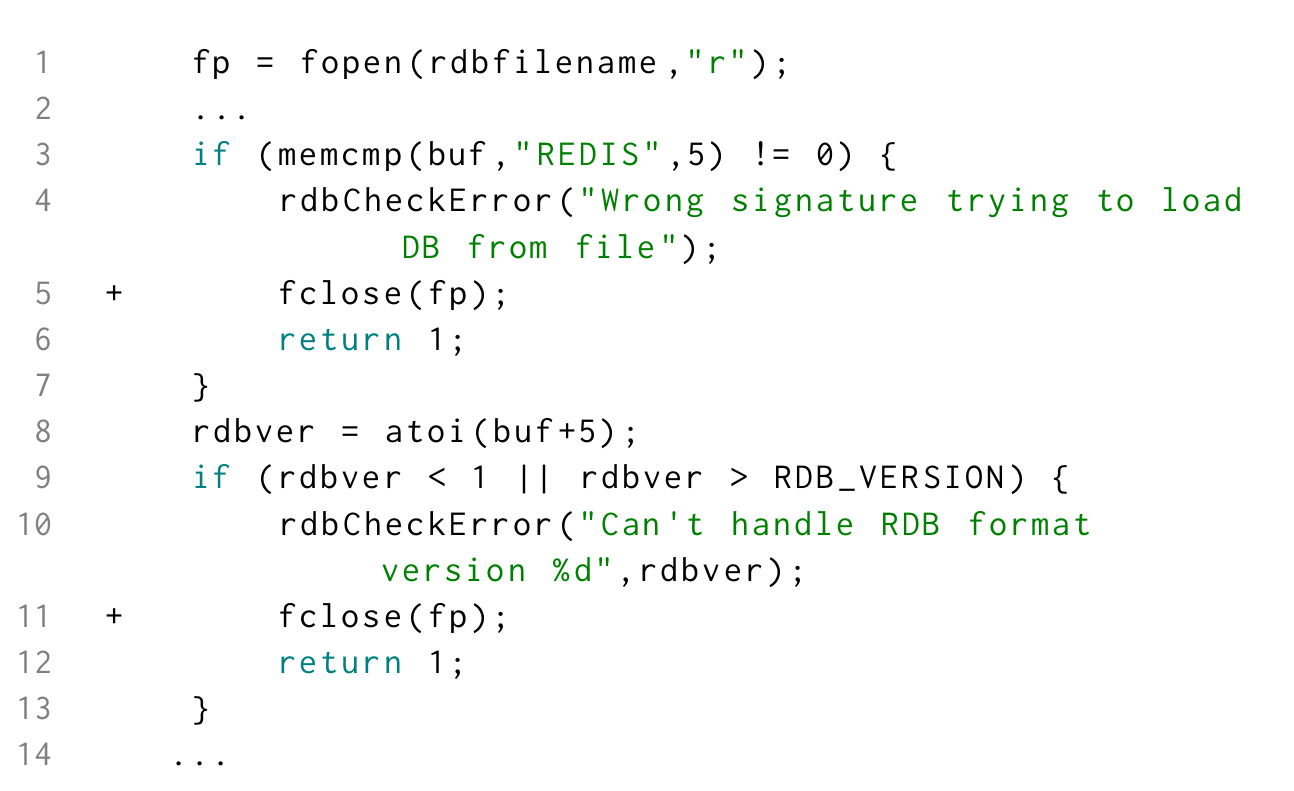 1 fp = fopen(rdbfilename,"r");
2 ...
3 if (memcmp(buf,"REDIS",5) != 0) {
4 rdbCheckError("Wrong signature trying to load
DB from file");
5 + fclose(fp);
6 return 1;
7 }
8 rdbver = atoi(buf+5);
9 if (rdbver < 1 || rdbver > RDB_VERSION) {
10 rdbCheckError("Can't handle RDB format
version %d",rdbver);
11 + fclose(fp);
12 return 1;
13 }
14 ...